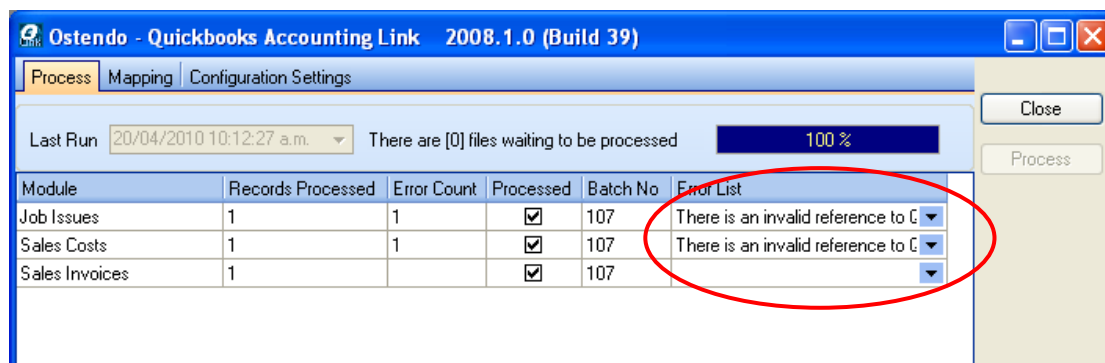 Ostendo - Quickbooks Accounting Link 2008.1.0 (Build 39)
Process Mapping Configuration Settings
Close
Last Run 20/04/2010 10:12:27 a.m. There are [0] files waiting to be processed 100 %
Process
Module Records Processed Error Count Processed Batch No Error List
Job Issues 1 1 107 There is an invalid reference to
Sales Costs 1 1 107 There is an invalid reference to
Sales Invoices 1 107